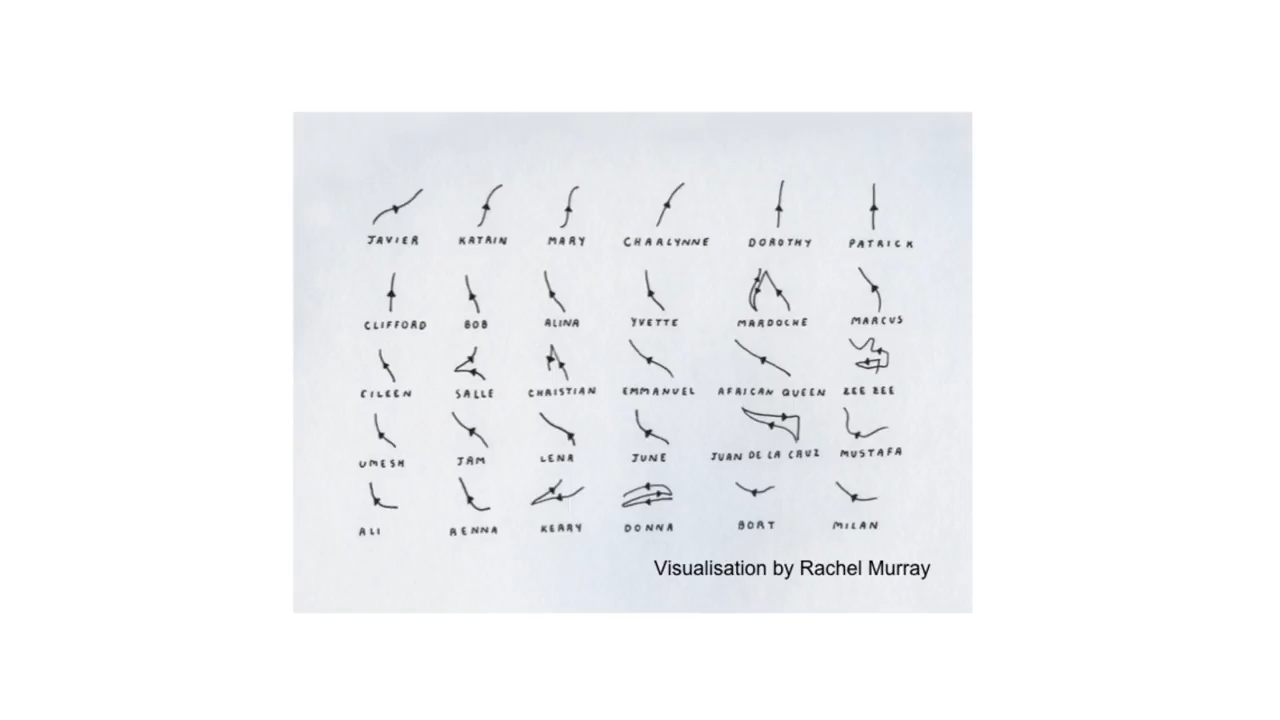 JAVIER KATRIN MARY CHARLYNNE DOROTHY PATRICK
CLIFFORD BOB ALINA YVETTE MARDOCHE MARCUS
EILEEN SALLE CHRISTIAN EMMANUEL AFRICAN QUEEN ZEE ZEE
UMESH JAM LENA JUNE JUAN DE LA CRUZ MUSTAFA
ALI RENNA KERRY DONNA BORT MILAN
Visualisation by Rachel Murray